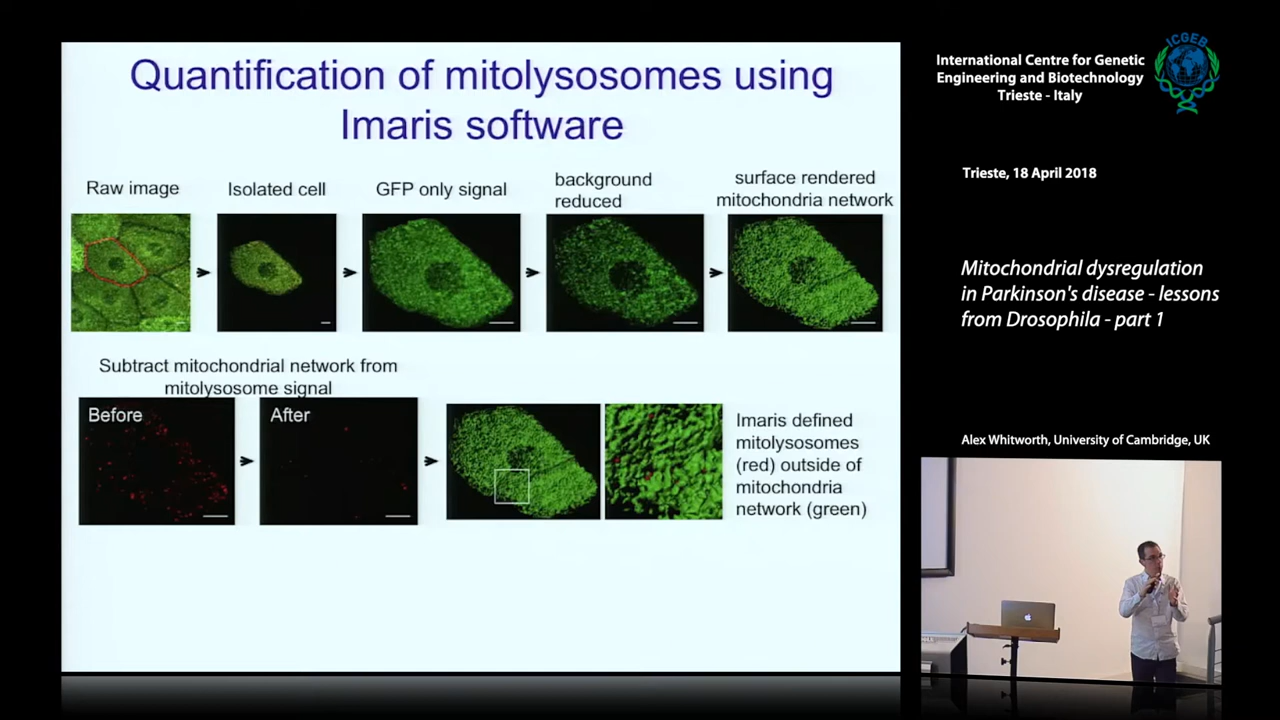 Quantification of mitolysosomes using
Imaris software
Raw image
Isolated cell
GFP only signal
background
reduced
surface rendered
mitochondria network
Subtract mitochondrial network from
mitolysosome signal
Before
After
Imaris defined
mitolysosomes
(red) outside of
mitochondria
network (green)
ICGEB
International Centre for Genetic
Engineering and Biotechnology
Trieste - Italy
Trieste, 18 April 2018
Mitochondrial dysregulation
in Parkinson's disease - lessons
from Drosophila - part 1
Alex Whitworth, University of Cambridge, UK